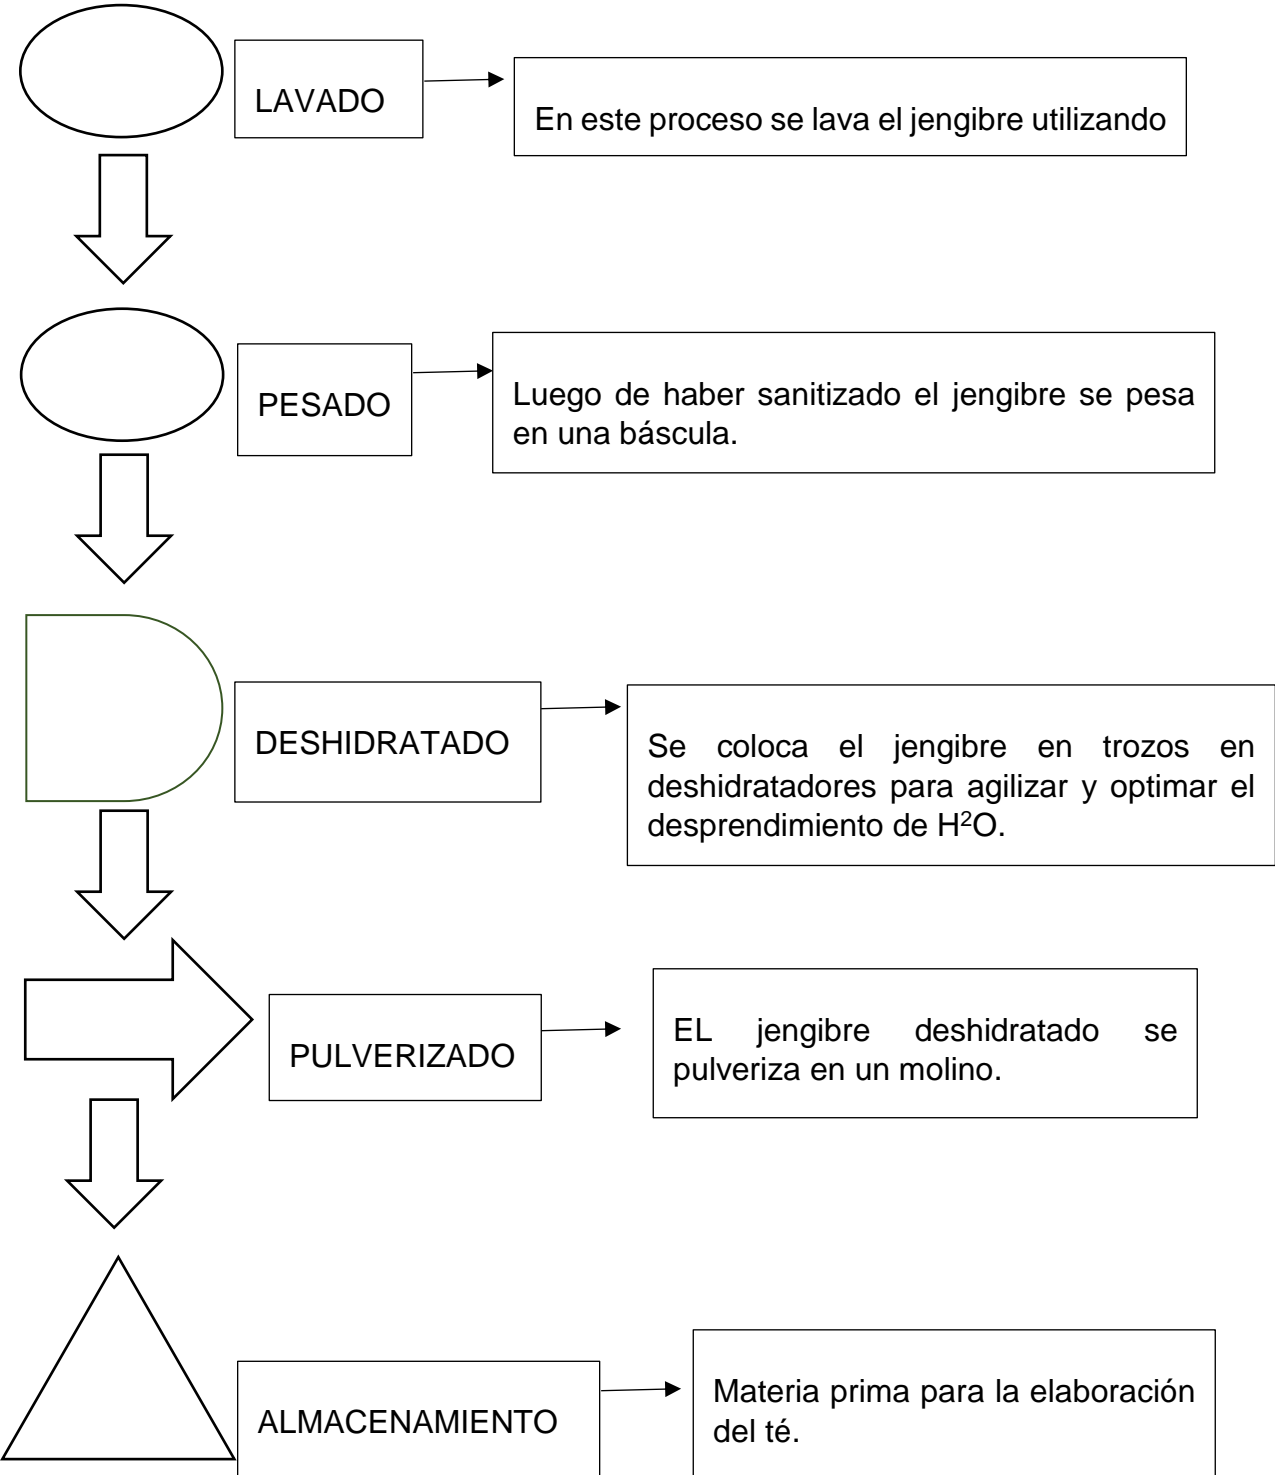 LAVADO
En este proceso se lava el jengibre utilizando
PESADO
Luego de haber sanitizado el jengibre se pesa
en una báscula.
DESHIDRATADO
Se coloca el jengibre en trozos en
deshidratadores para agilizar y optimar el
desprendimiento de H²O.
PULVERIZADO
EL jengibre deshidratado se
pulveriza en un molino.
ALMACENAMIENTO
Materia prima para la elaboración
del té.